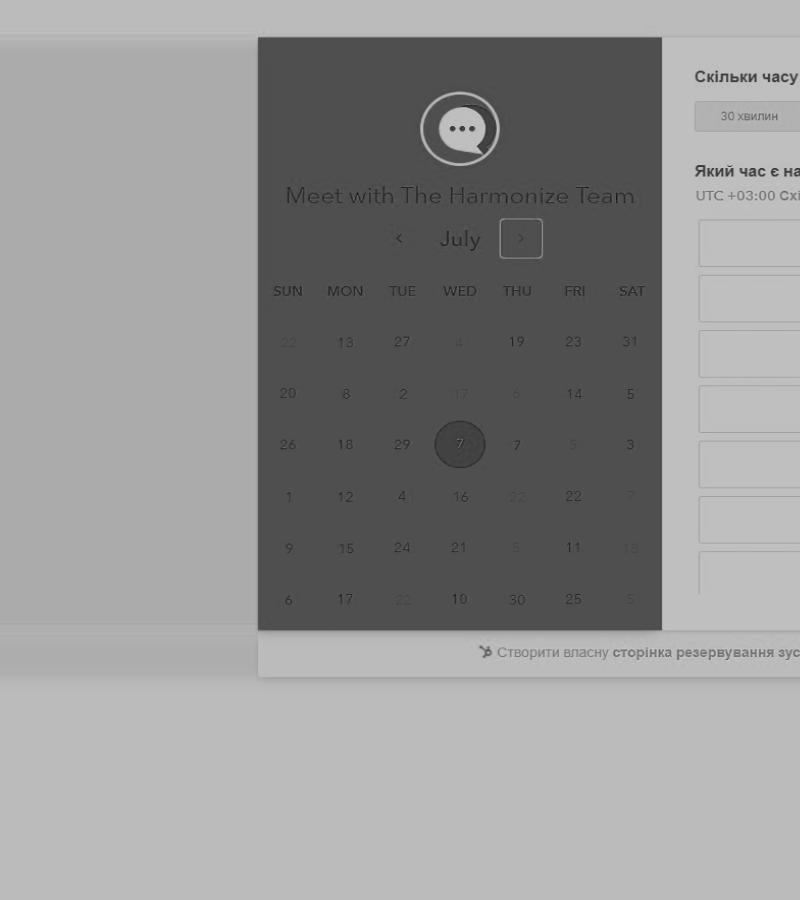 Meet with The Harmonize Team
July
SUN MON TUE WED THU FRI SAT
22 13 27 4 19 23 31
20 8 2 17 6 14 5
26 18 29 7 7 5 3
1 12 4 16 22 22 7
9 15 24 21 5 11 13
6 17 22 10 30 25 5
Скільки часу
30 хвилин
Який час є на
UTC +03:00 Схі
Створити власну сторінка резервування зус